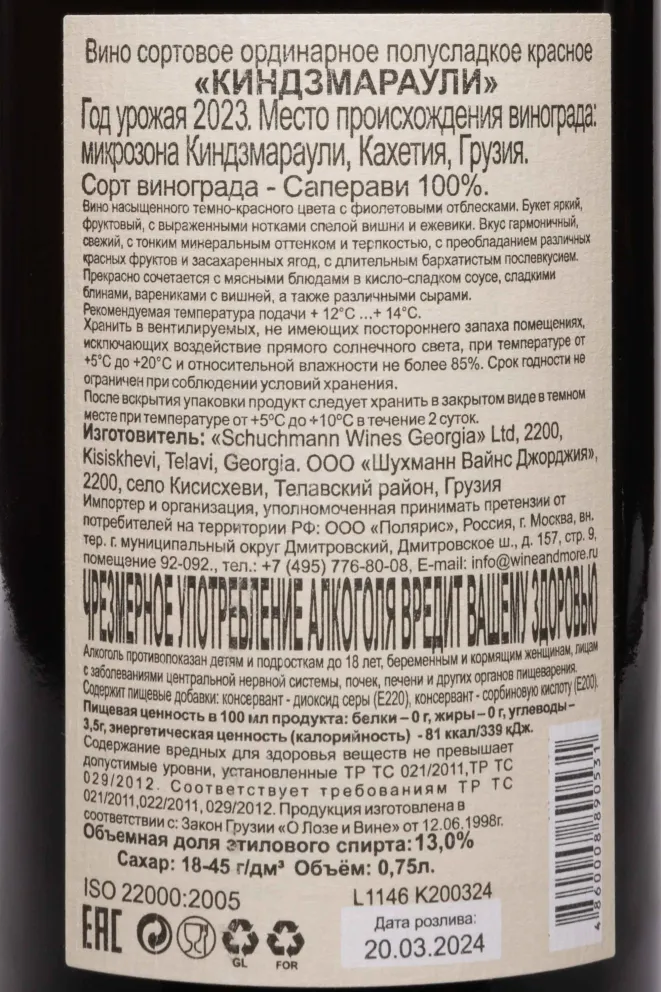 Вино сортовое ординарное полусладкое красное
«КИНДЗМАРАУЛИ»
Год урожая 2023. Место происхождения винограда:
микрозона Киндзмараули, Кахетия, Грузия.
Сорт винограда - Саперави 100%.
Вино насыщенного темно-красного цвета с фиолетовыми отблесками. Букет яркий,
фруктовый, с выраженными нотками спелой вишни и ежевики. Вкус гармоничный,
свежий, с тонким минеральным оттенком и терпкостью, с преобладанием различных
красных фруктов и засахаренных ягод, с длительным бархатистым послевкусием.
Прекрасно сочетается с мясными блюдами в кисло-сладком соусе, сладкими
блинами, варениками с вишней, а также различными сырами.
Рекомендуемая температура подачи + 12°С ...+ 14°С.
Хранить в вентилируемых, не имеющих постороннего запаха помещениях,
исключающих воздействие прямого солнечного света, при температуре от
+5°С до +20°С и относительной влажности не более 85%. Срок годности не
ограничен при соблюдении условий хранения.
После вскрытия упаковки продукт следует хранить в закрытом виде в темном
месте при температуре от +5°С до +10°С в течение 2 суток.
Изготовитель: «Schuchmann Wines Georgia» Ltd, 2200,
Kisiskhevi, Telavi, Georgia. ООО «Шухманн Вайнс Джорджия»,
2200, село Кисисхеви, Телавский район, Грузия
Импортер и организация, уполномоченная принимать претензии от
потребителей на территории РФ: ООО «Полярис», Россия, г. Москва, вн.
тер. г. муниципальный округ Дмитровский, Дмитровское ш., д. 157, стр. 9,
помещение 92-092., тел.: +7 (495) 776-80-08, E-mail: info@wineandmore.ru
ЧРЕЗМЕРНОЕ УПОТРЕБЛЕНИЕ АЛКОГОЛЯ ВРЕДИТ ВАШЕМУ ЗДОРОВЬЮ
Алкоголь противопоказан детям и подросткам до 18 лет, беременным и кормящим женщинам, лицам
с заболеваниями центральной нервной системы, почек, печени и других органов пищеварения.
Содержит пищевые добавки: консервант - диоксид серы (Е220), консервант - сорбиновую кислоту (Е200).
Пищевая ценность в 100 мл продукта: белки – 0 г, жиры – 0 г, углеводы –
3,5г, энергетическая ценность (калорийность) - 81 ккал/339 кДж.
Содержание вредных для здоровья веществ не превышает
допустимые уровни, установленные ТР ТС 021/2011,ТР ТС
029/2012. Соответствует требованиям ТР ТС
021/2011,022/2011, 029/2012. Продукция изготовлена в
соответствии с: Закон Грузии «О Лозе и Вине» от 12.06.1998г.
Объемная доля этилового спирта:13,0%
Сахар: 18-45 г/дм³ Объём: 0,75л.
ISO 22000:2005
L1146 K200324
EAC
GL
FOR
Дата розлива:
20.03.2024
4860008890531